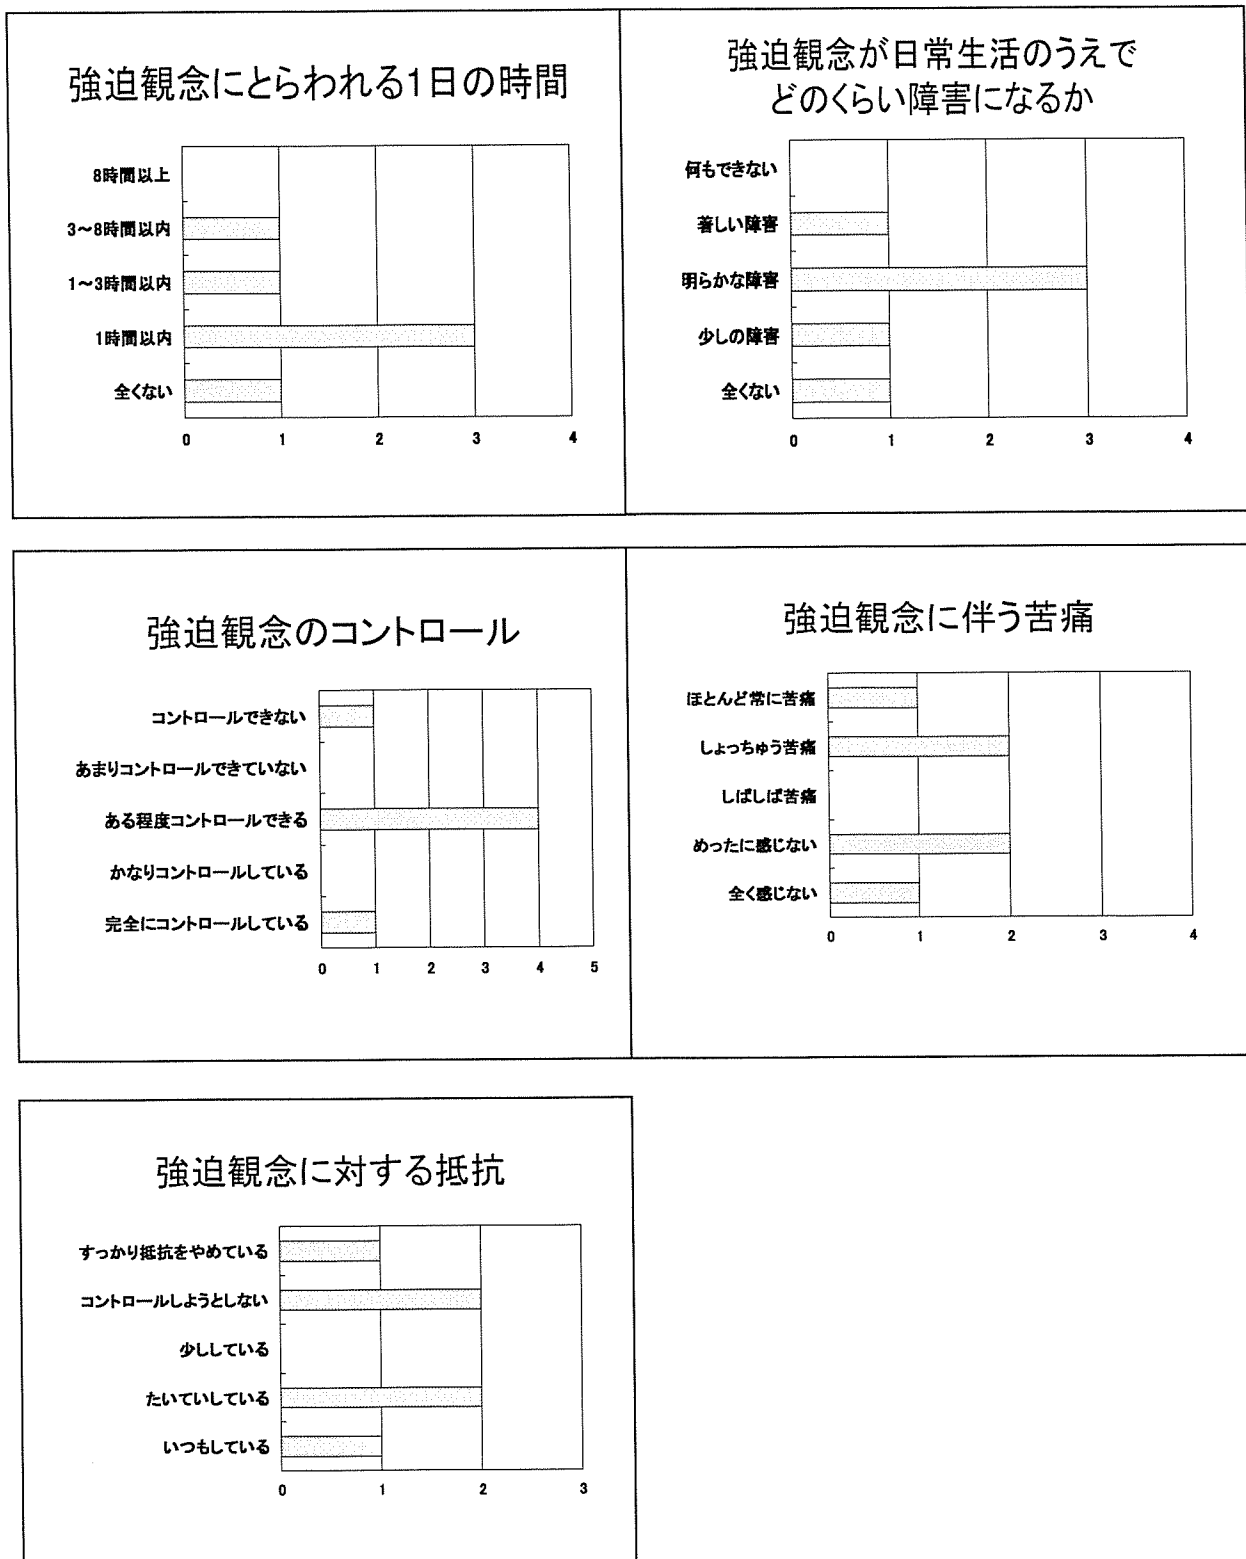 強迫観念にとらわれる1日の時間
8時間以上
3～8時間以内
1～3時間以内
1時間以内
全くない
0 1 2 3 4
強迫観念が日常生活のうえで
どのくらい障害になるか
何もできない
著しい障害
明らかな障害
少しの障害
全くない
0 1 2 3 4
強迫観念のコントロール
コントロールできない
あまりコントロールできていない
ある程度コントロールできる
かなりコントロールしている
完全にコントロールしている
0 1 2 3 4 5
強迫観念に伴う苦痛
ほとんど常に苦痛
しょっちゅう苦痛
しばしば苦痛
めったに感じない
全く感じない
0 1 2 3 4
強迫観念に対する抵抗
すっかり抵抗をやめている
コントロールしようとしない
少ししている
たいていしている
いつもしている
0 1 2 3